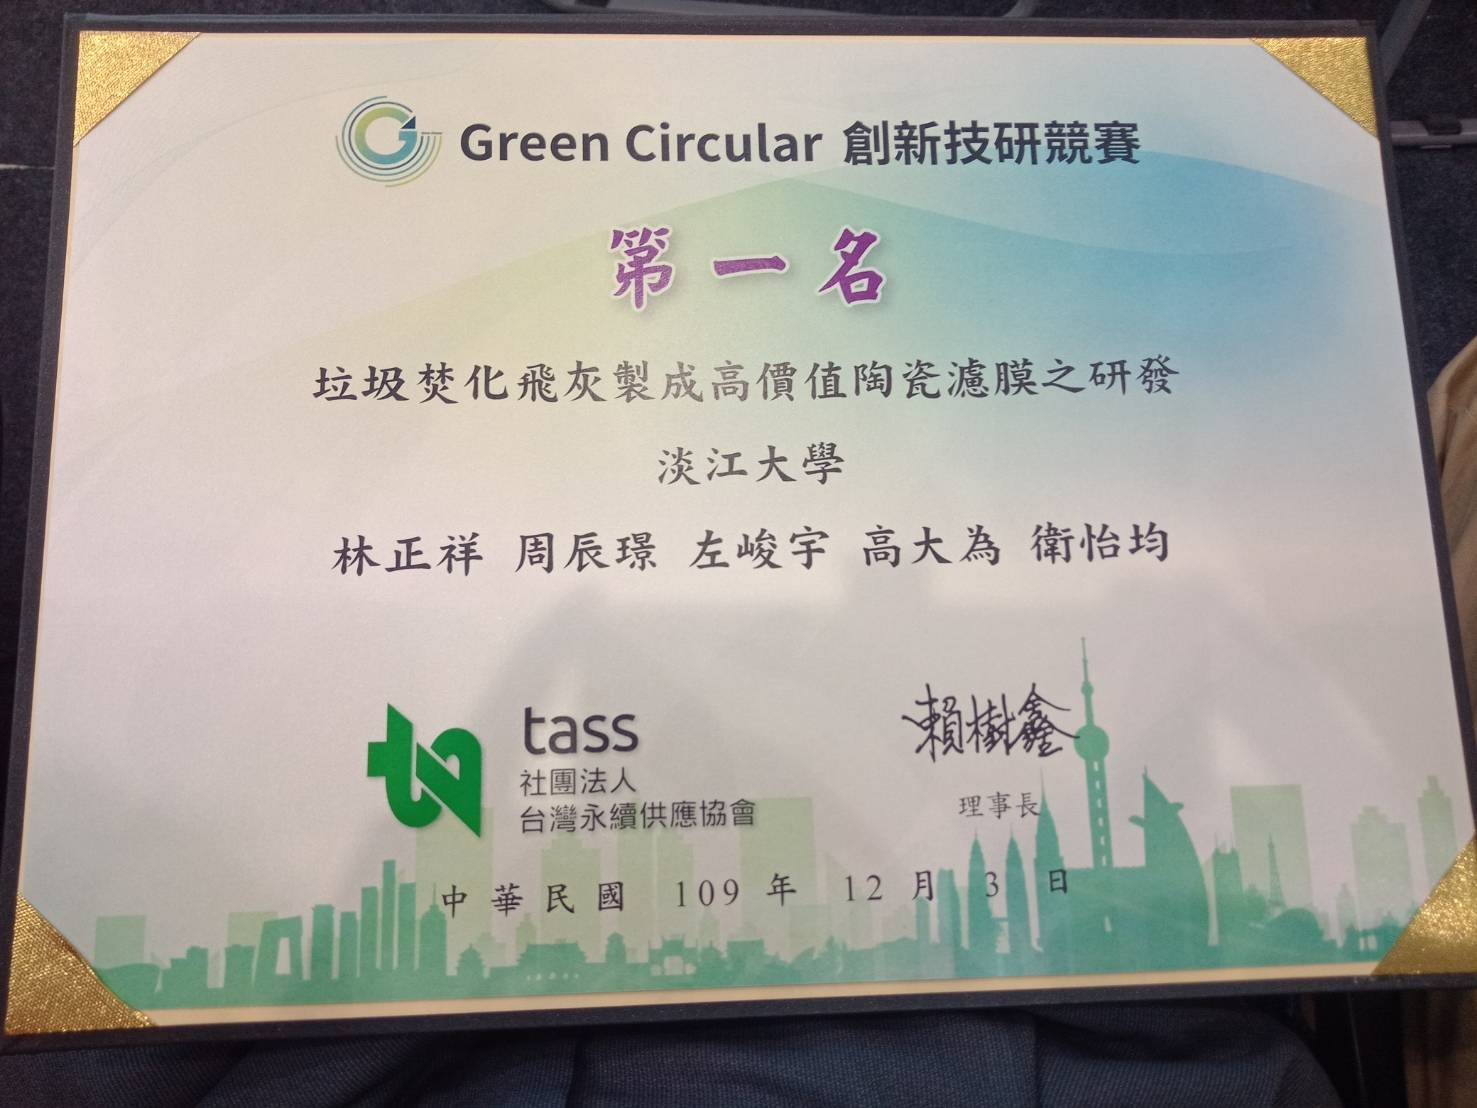 Green Circular 創新技研競賽
第一名
垃圾焚化飛灰製成高價值陶瓷濾膜之研發
淡江大學
林正祥 周辰璟 左峻宇 高大為 衛怡均
tass
社團法人
台灣永續供應協會
賴樹鑫
理事長
中華民國 109 年 12 月 3 日